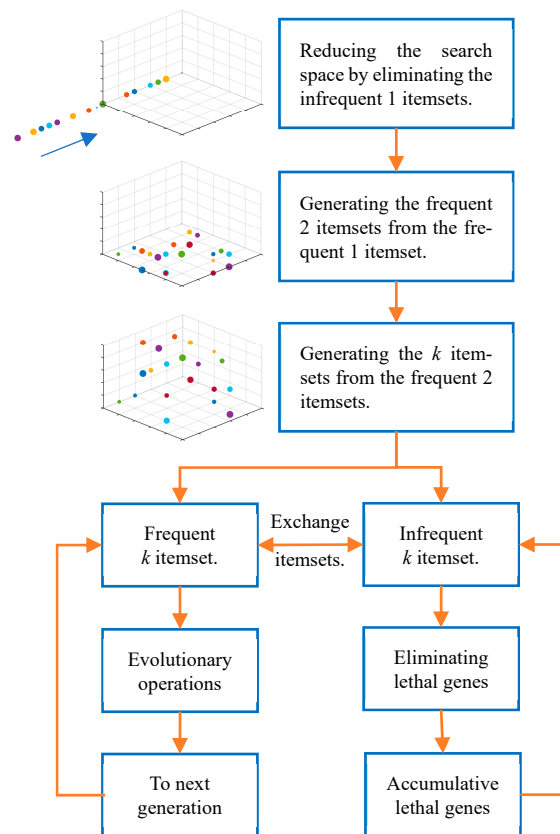 Reducing the search
space by eliminating the
infrequent 1 itemsets.
Generating the frequent
2 itemsets from the fre-
quent 1 itemset.
Generating the k item-
sets from the frequent 2
itemsets.
Frequent
k itemset.
Exchange
itemsets.
Infrequent
k itemset.
Evolutionary
operations
Eliminating
lethal genes
To next
generation
Accumulative
lethal genes